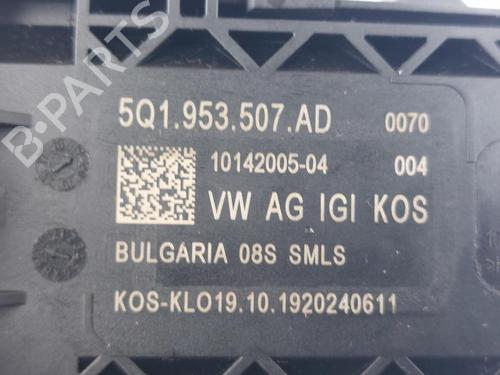 5Q1.953.507.AD 0070
10142005-04 004
VW AG IGI KOS
BULGARIA 08S SMLS
KOS-KLO19.10.1920240611
B-PARTS